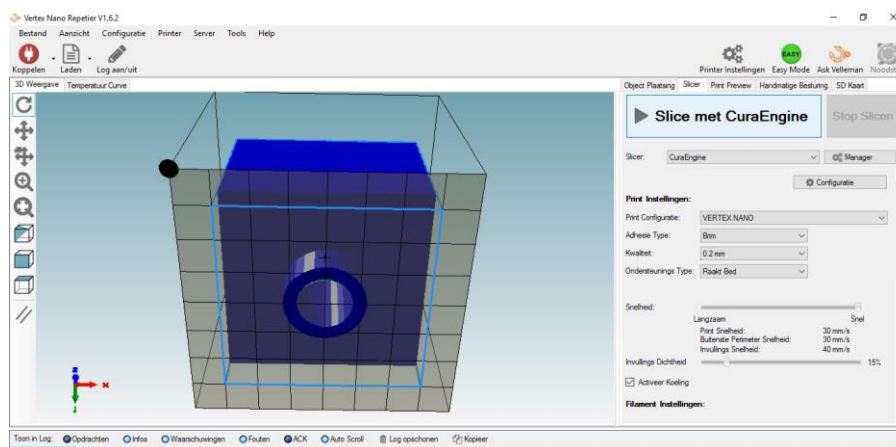 Vertex Nano Repetier V1.6.2
Bestand Aanzicht Configuratie Printer Server Tools Help
Koppelen Laden Log aan/uit Printer Instellingen Easy Mode Ask Velleman Noodst
EASY
3D Weergave Temperatuur Curve
Object Plaatsing Slicer Print Preview Handmatige Besturing SD Kaart
Slice met CuraEngine
Stop Slicen
Slicer: CuraEngine Manager
Configuratie
Print Instellingen:
Print Configuratie: VERTEX NANO
Adhesie Type: Brim
Kwaliteit: 0.2 mm
Ondersteunings Type: Raakt Bed
Snelheid:
Langzaam Snel
Print Snelheid: 30 mm/s
Buitenste Perimeter Snelheid: 30 mm/s
Invullings Snelheid: 40 mm/s
Invullings Dichtheid 15%
Activeer Koeling
Filament Instellingen:
Toon in Log: Opdrachten Infos Waarschuwingen Fouten ACK Auto Scroll Log opschonen Kopieer